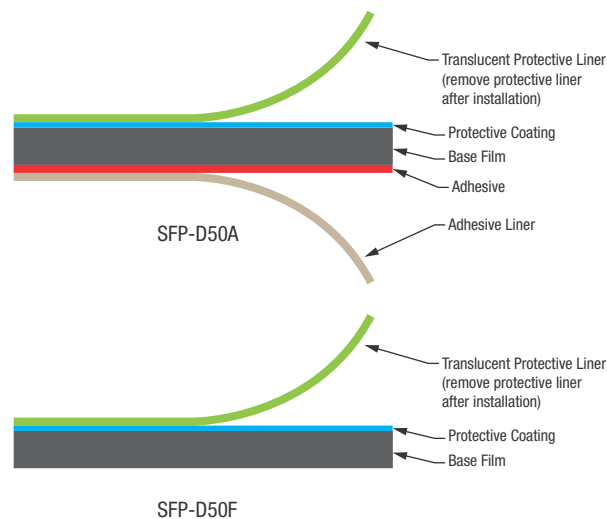 Translucent Protective Liner
(remove protective liner
after installation)
Protective Coating
Base Film
Adhesive
Adhesive Liner
SFP-D50A
Translucent Protective Liner
(remove protective liner
after installation)
Protective Coating
Base Film
SFP-D50F